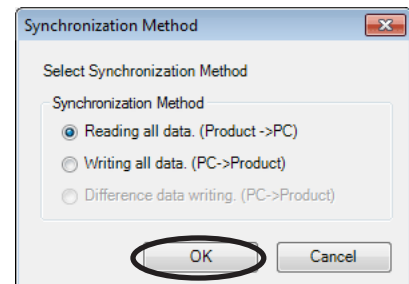 Synchronization Method
Select Synchronization Method
Synchronization Method
Reading all data. (Product ->PC)
Writing all data. (PC->Product)
Difference data writing. (PC->Product)
OK Cancel